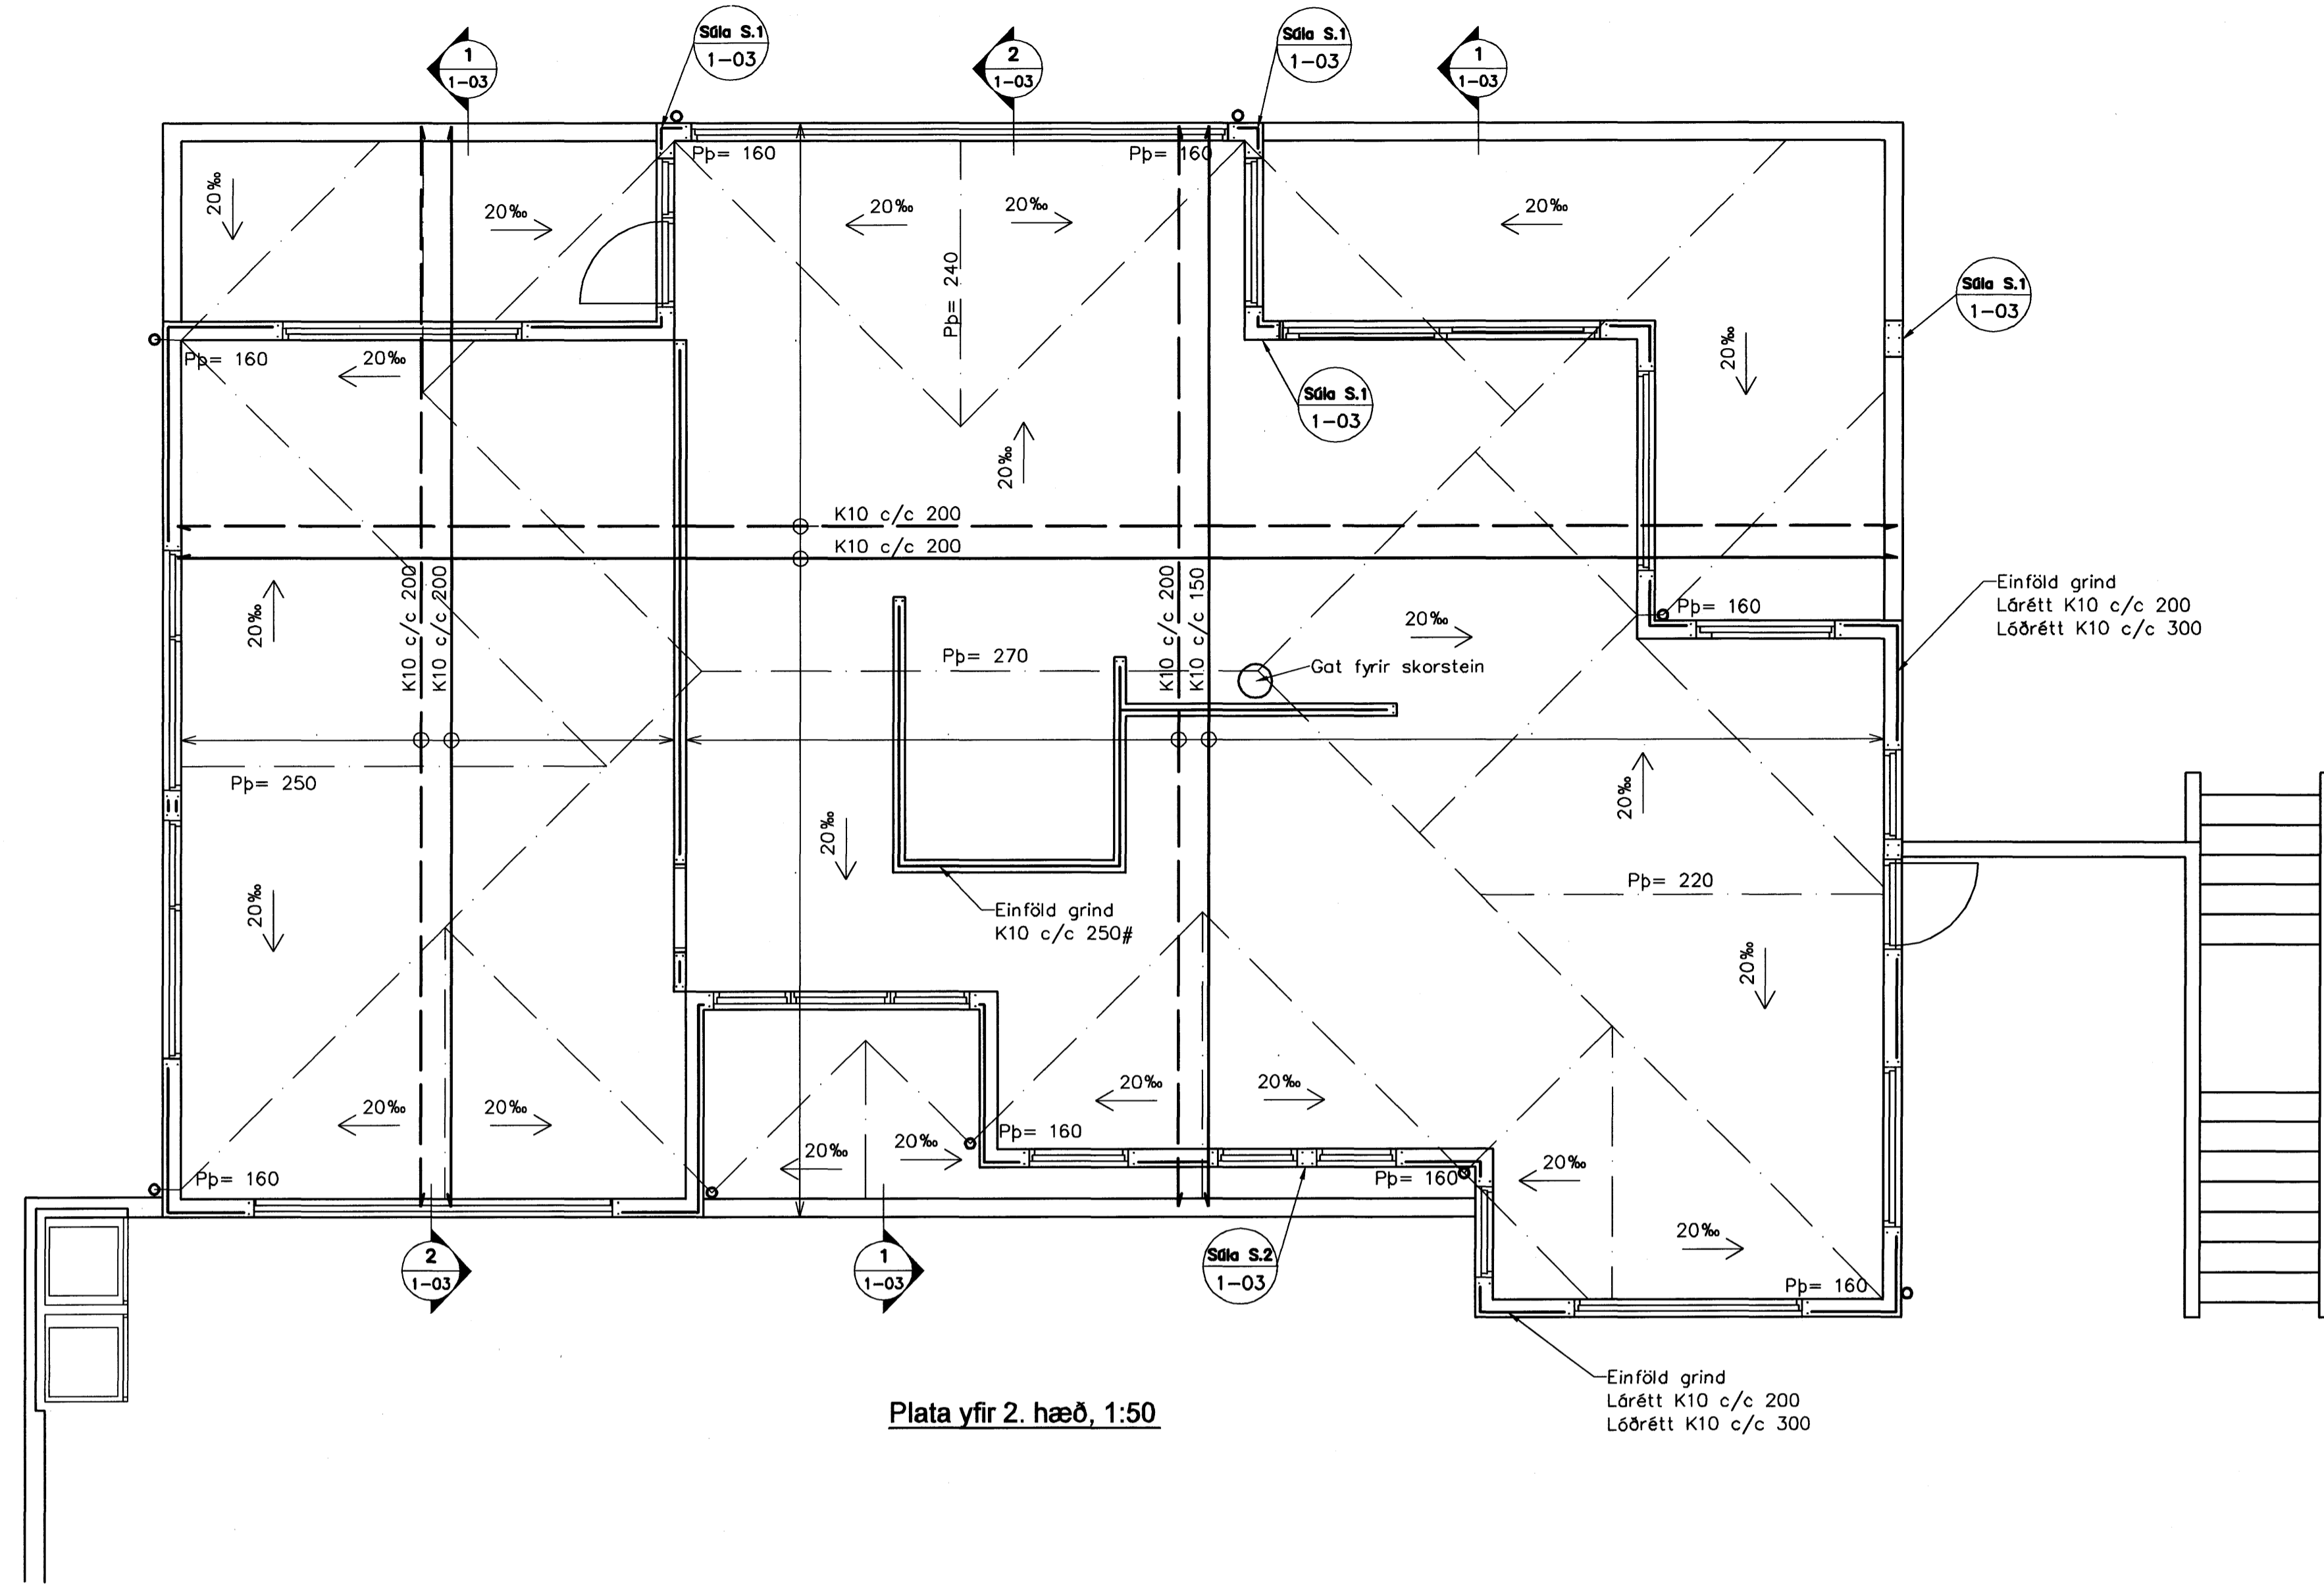 Súla S.1
1-03
Súla S.1
1-03
1
1-03
2
1-03
1
1-03
Pþ= 160
Pþ= 160
20‰
20‰
20‰
20‰
20‰
Pþ= 240
Súla S.1
1-03
Pþ= 160
20‰
20‰
Súla S.1
1-03
20‰
K10 c/c 200
K10 c/c 200
K10 c/c 200
K10 c/c 200
K10 c/c 200
K10 c/c 150
20‰
Einföld grind
Lárétt K10 c/c 200
Lóðrétt K10 c/c 300
Pþ= 160
20‰
Pþ= 270
Gat fyrir skorstein
Pþ= 250
20‰
20‰
20‰
Pþ= 220
Einföld grind
K10 c/c 250#
20‰
20‰
20‰
20‰
20‰
Pþ= 160
20‰
20‰
20‰
Pþ= 160
Pþ= 160
20‰
Pþ= 160
2
1-03
1
1-03
Súla S.2
1-03
Einföld grind
Lárétt K10 c/c 200
Lóðrétt K10 c/c 300
Plata yfir 2. hæð, 1:50